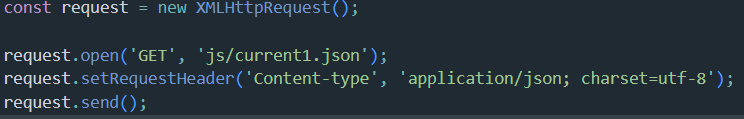 const request = new XMLHttpRequest();
request.open('GET', 'js/current1.json');
request.setRequestHeader('Content-type', 'application/json; charset=utf-8');
request.send();